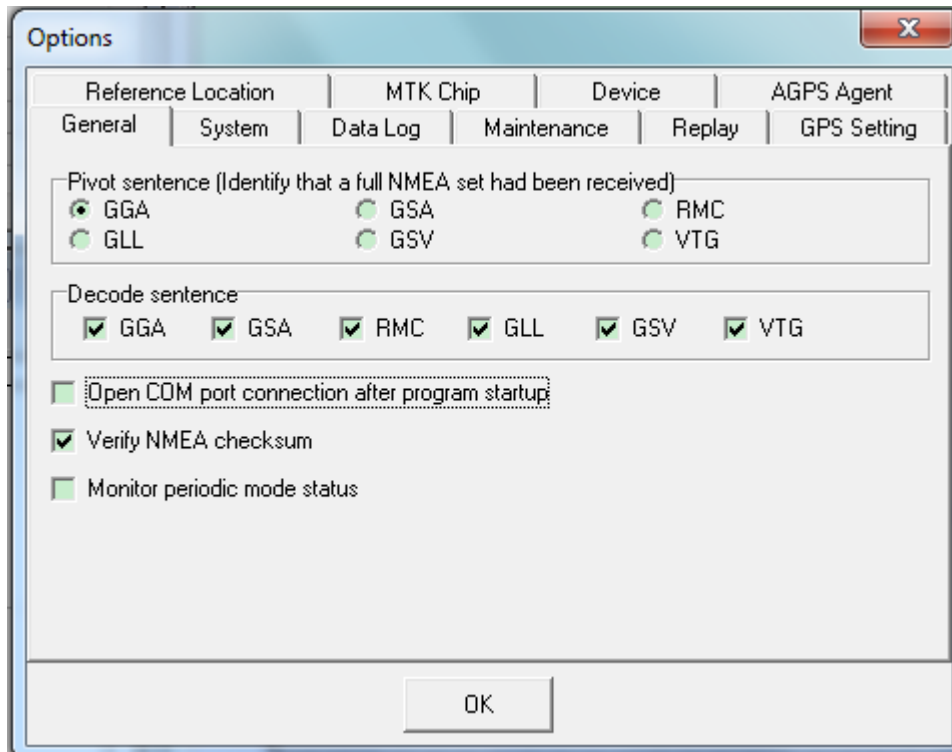 Options
Reference Location MTK Chip Device AGPS Agent
General System Data Log Maintenance Replay GPS Setting
Pivot sentence (Identify that a full NMEA set had been received)
GGA GSA RMC
GLL GSV VTG
Decode sentence
GGA GSA RMC GLL GSV VTG
Open COM port connection after program startup
Verify NMEA checksum
Monitor periodic mode status
OK